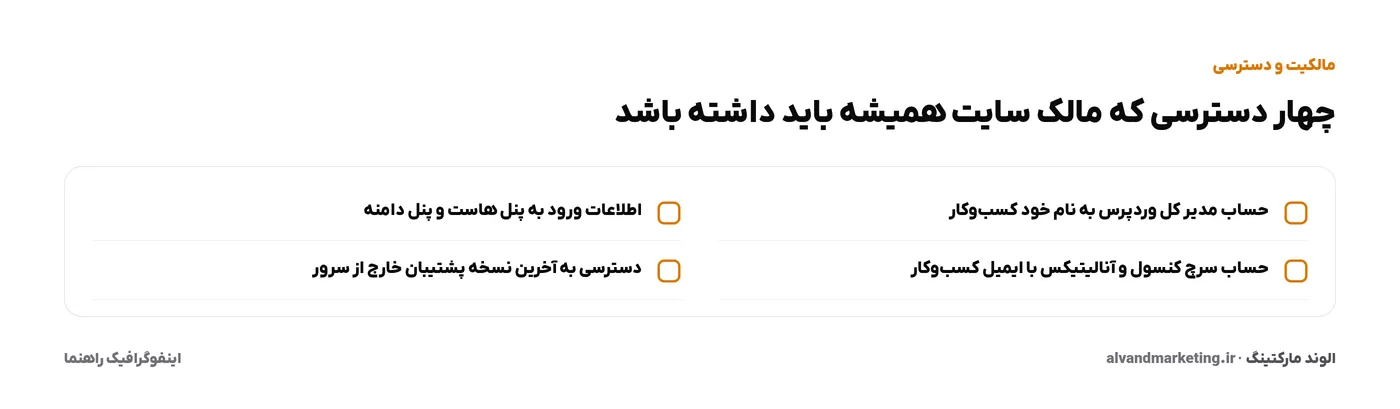 مالکیت و دسترسی
چهار دسترسی که مالک سایت همیشه باید داشته باشد
حساب مدیر کل وردپرس به نام خود کسب‌وکار
اطلاعات ورود به پنل هاست و پنل دامنه
حساب سرچ کنسول و آنالیتیکس با ایمیل کسب‌وکار
دسترسی به آخرین نسخه پشتیبان خارج از سرور
الوند مارکتینگ · alvandmarketing.ir
اینفوگرافیک راهنما